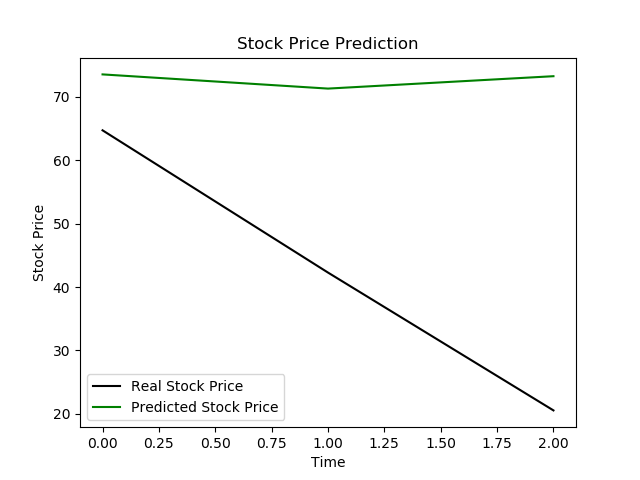 Stock Price Prediction
70
60
50
40
30
20
Stock Price
Real Stock Price
Predicted Stock Price
0.00 0.25 0.50 0.75 1.00 1.25 1.50 1.75 2.00
Time